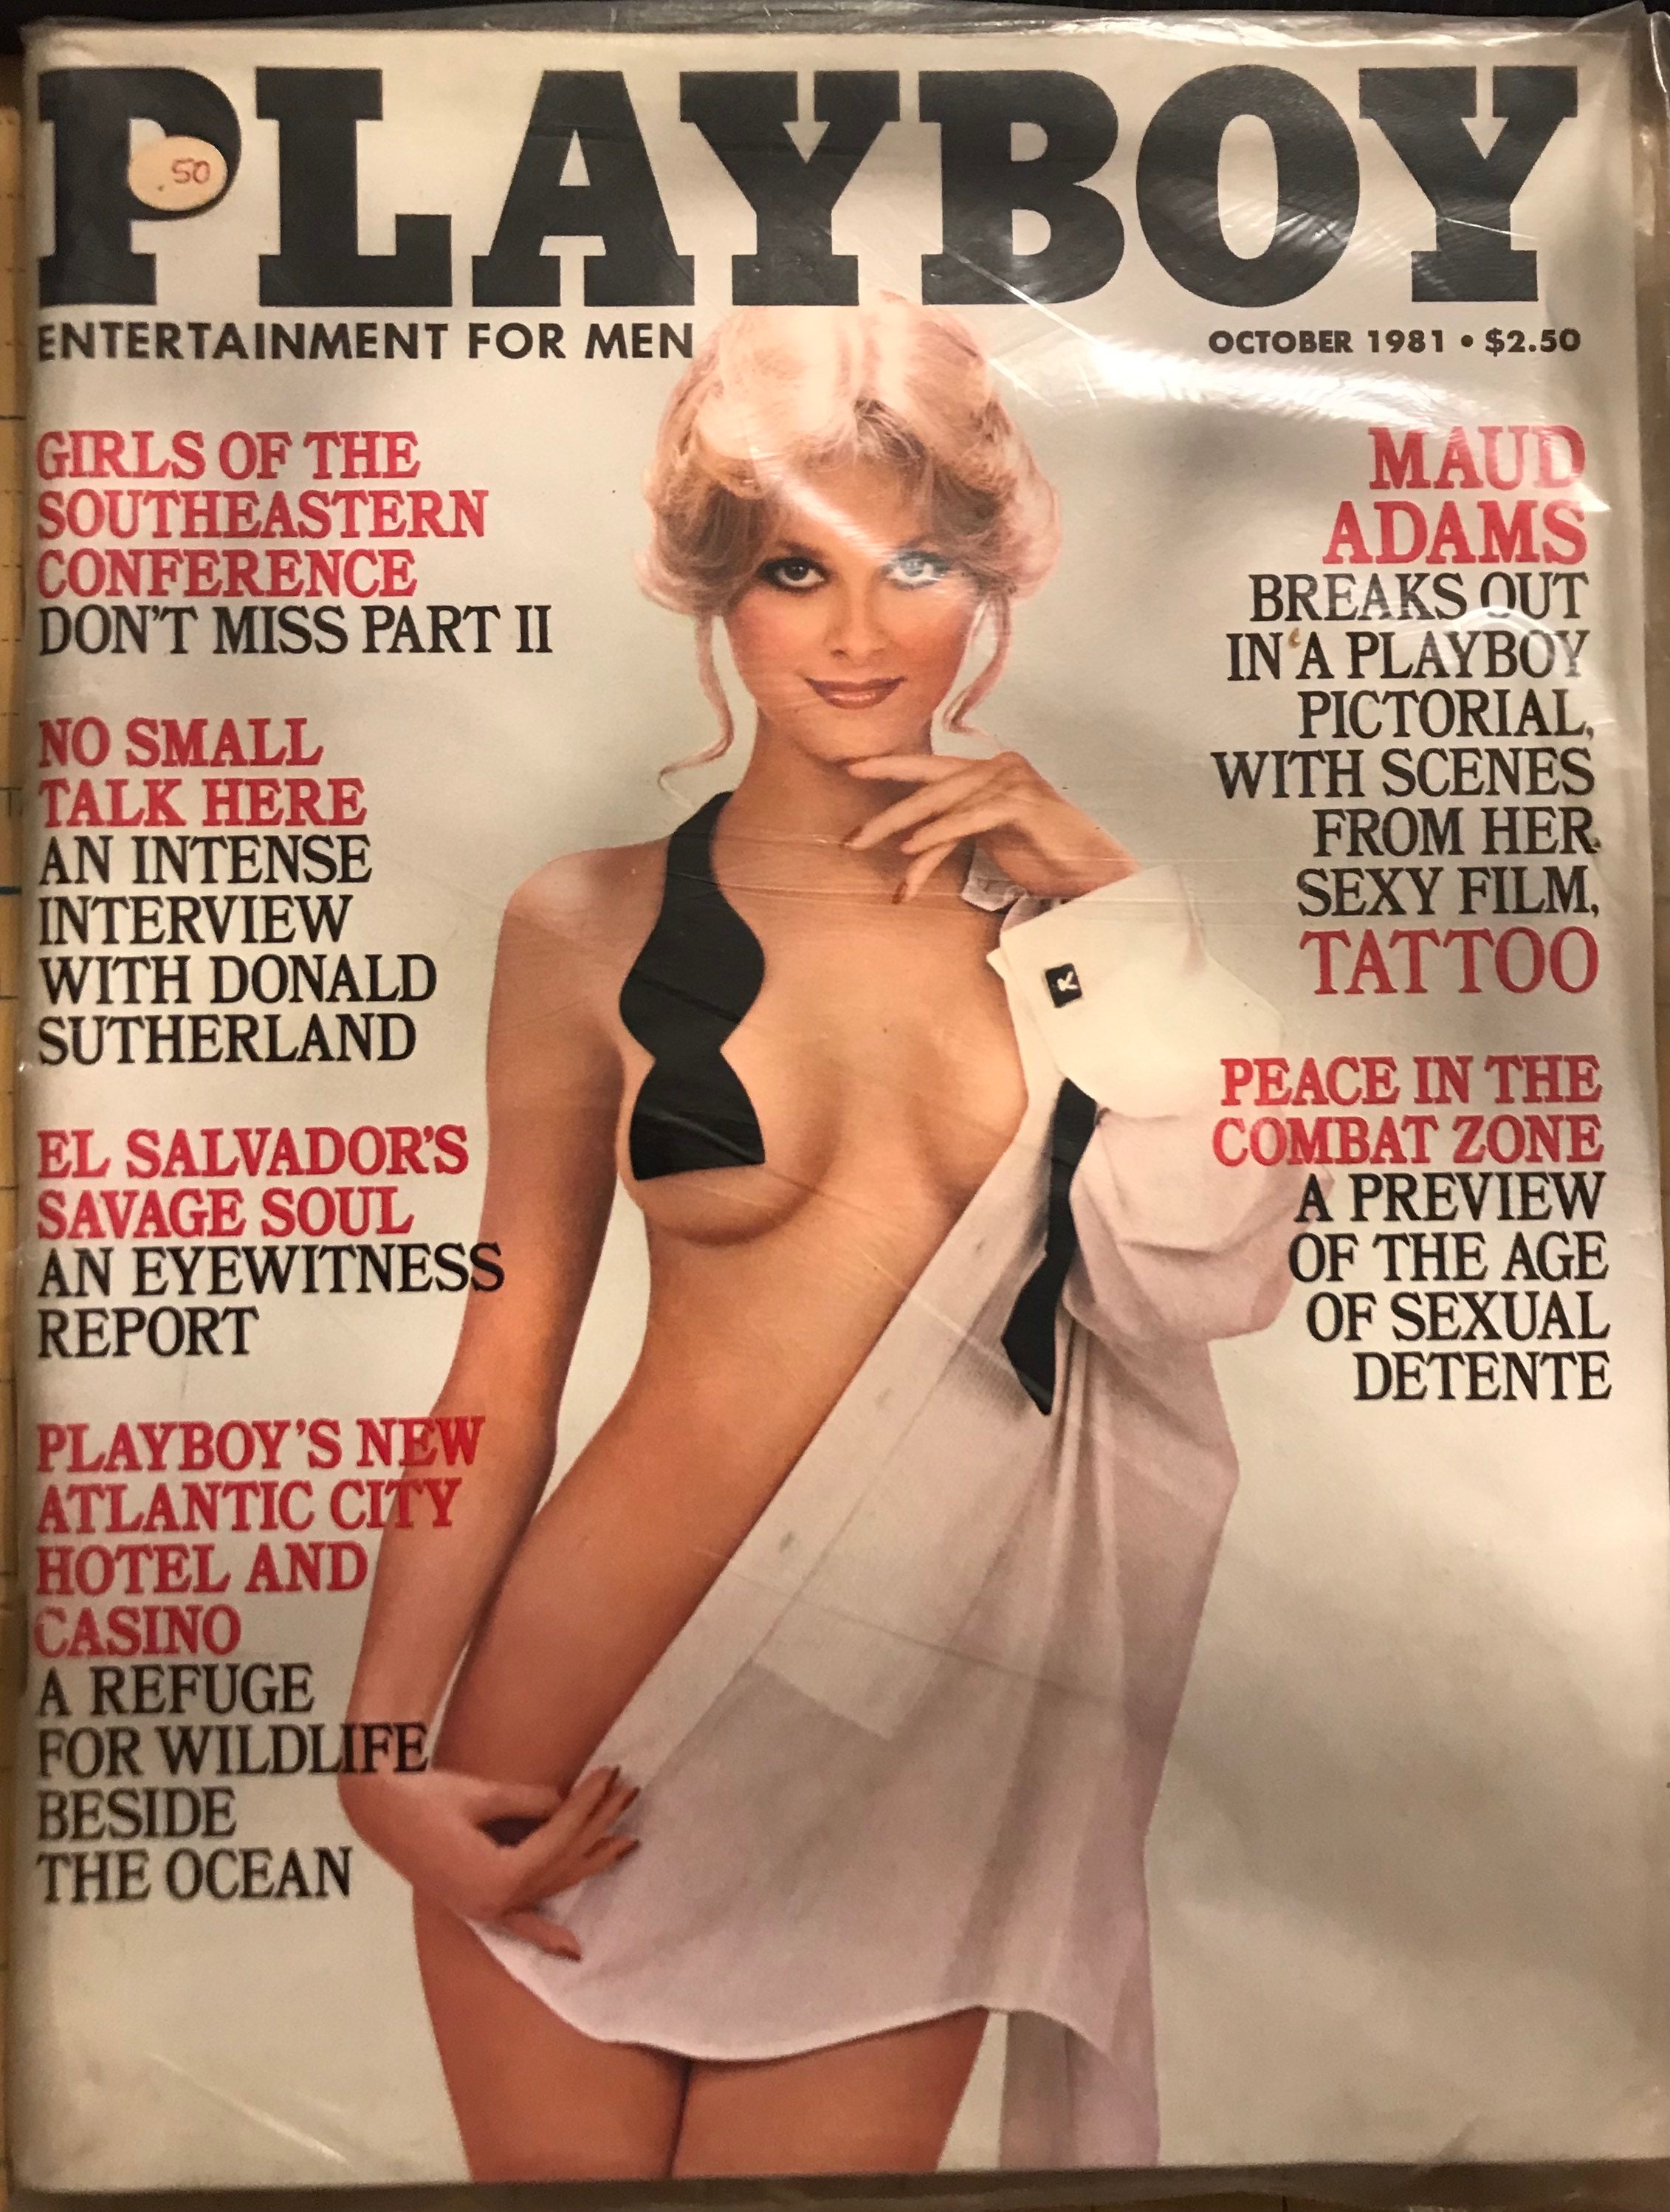 PLAYBOY
.50
ENTERTAINMENT FOR MEN
OCTOBER 1981 • $2.50
GIRLS OF THE
SOUTHEASTERN
CONFERENCE
DON'T MISS PART II
NO SMALL
TALK HERE
AN INTENSE
INTERVIEW
WITH DONALD
SUTHERLAND
EL SALVADOR'S
SAVAGE SOUL
AN EYEWITNESS
REPORT
PLAYBOY'S NEW
ATLANTIC CITY
HOTEL AND
CASINO
A REFUGE
FOR WILDLIFE
BESIDE
THE OCEAN
MAUD
ADAMS
BREAKS OUT
IN A PLAYBOY
PICTORIAL,
WITH SCENES
FROM HER
SEXY FILM,
TATTOO
PEACE IN THE
COMBAT ZONE
A PREVIEW
OF THE AGE
OF SEXUAL
DETENTE